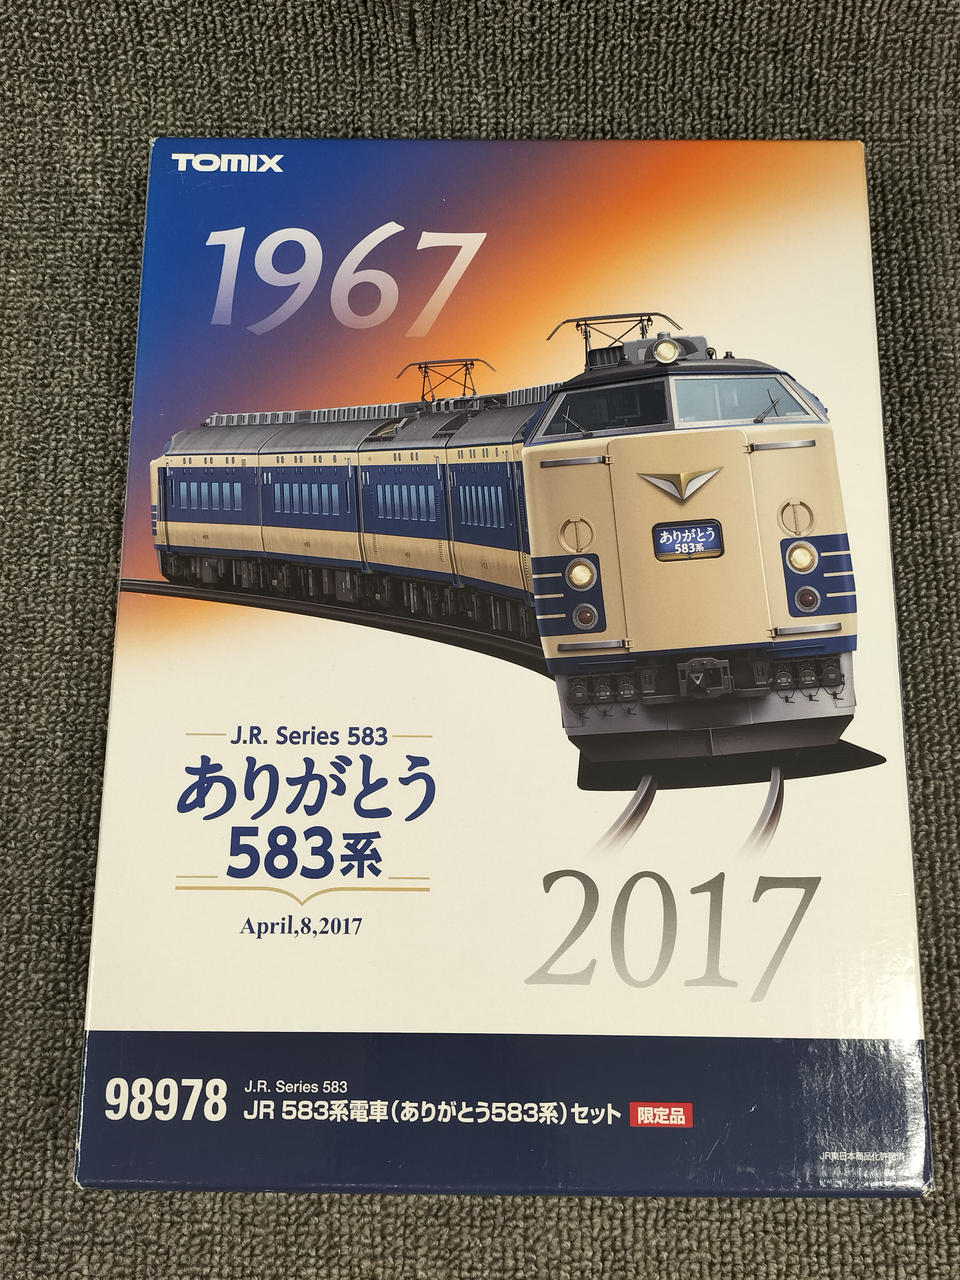 TOMIX
1967
ありがとう
583系
J.R. Series 583
ありがとう
583系
April,8,2017
2017
98978
J.R. Series 583
JR 583系電車(ありがとう583系)セット 限定品
JR東日本商品化許諾済